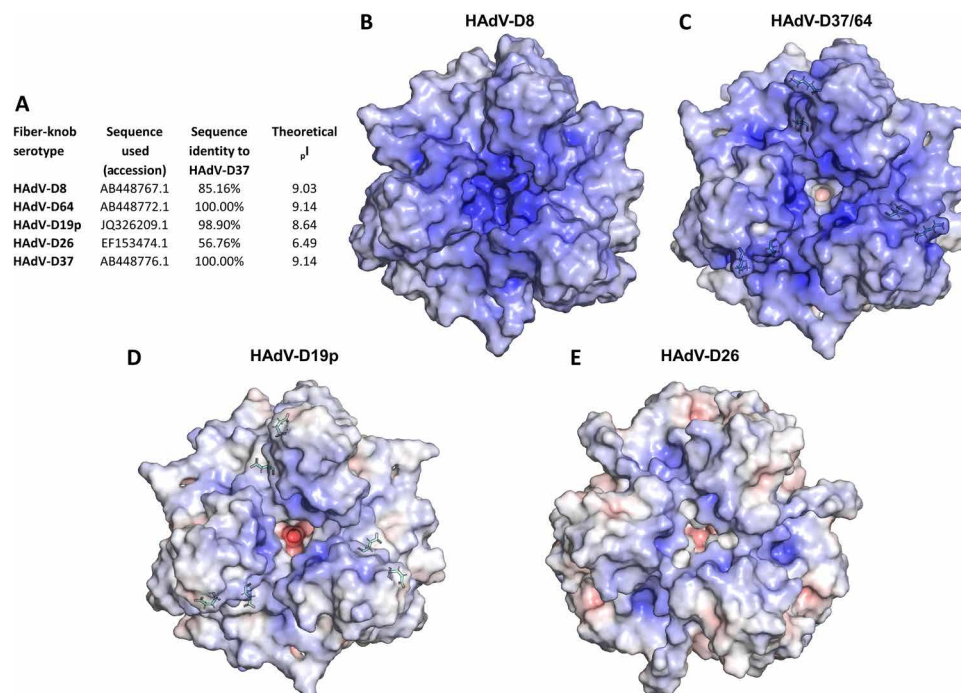 B HAdV-D8
C HAdV-D37/64
A
Fiber-knob Sequence Sequence Theoretical
serotype used identity to pI
(accession) HAdV-D37
HAdV-D8 AB448767.1 85.16% 9.03
HAdV-D64 AB448772.1 100.00% 9.14
HAdV-D19p JQ326209.1 98.90% 8.64
HAdV-D26 EF153474.1 56.76% 6.49
HAdV-D37 AB448776.1 100.00% 9.14
D HAdV-D19p
E HAdV-D26